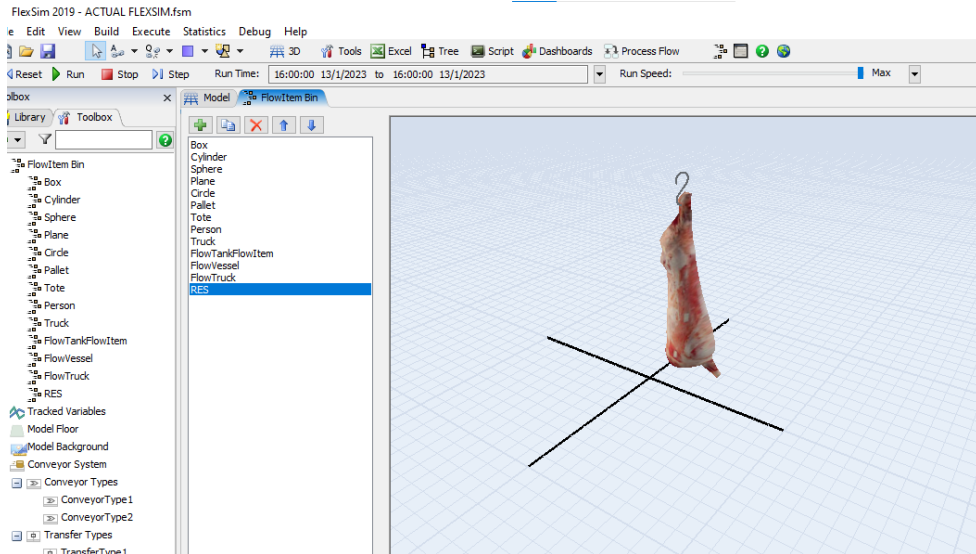 FlexSim 2019 - ACTUAL FLEXSIM.fsm
Edit View Build Execute Statistics Debug Help
3D Tools Excel Tree Script Dashboards Process Flow
Reset Run Stop Step Run Time: 16:00:00 13/1/2023 to 16:00:00 13/1/2023 Run Speed: Max
Model FlowItem Bin
Library Toolbox
FlowItem Bin
Box
Cylinder
Sphere
Plane
Circle
Pallet
Tote
Person
Truck
FlowTankFlowItem
FlowVessel
FlowTruck
RES
Tracked Variables
Model Floor
Model Background
Conveyor System
Conveyor Types
ConveyorType1
ConveyorType2
Transfer Types
TransferType1
Box
Cylinder
Sphere
Plane
Circle
Pallet
Tote
Person
Truck
FlowTankFlowItem
FlowVessel
FlowTruck
RES